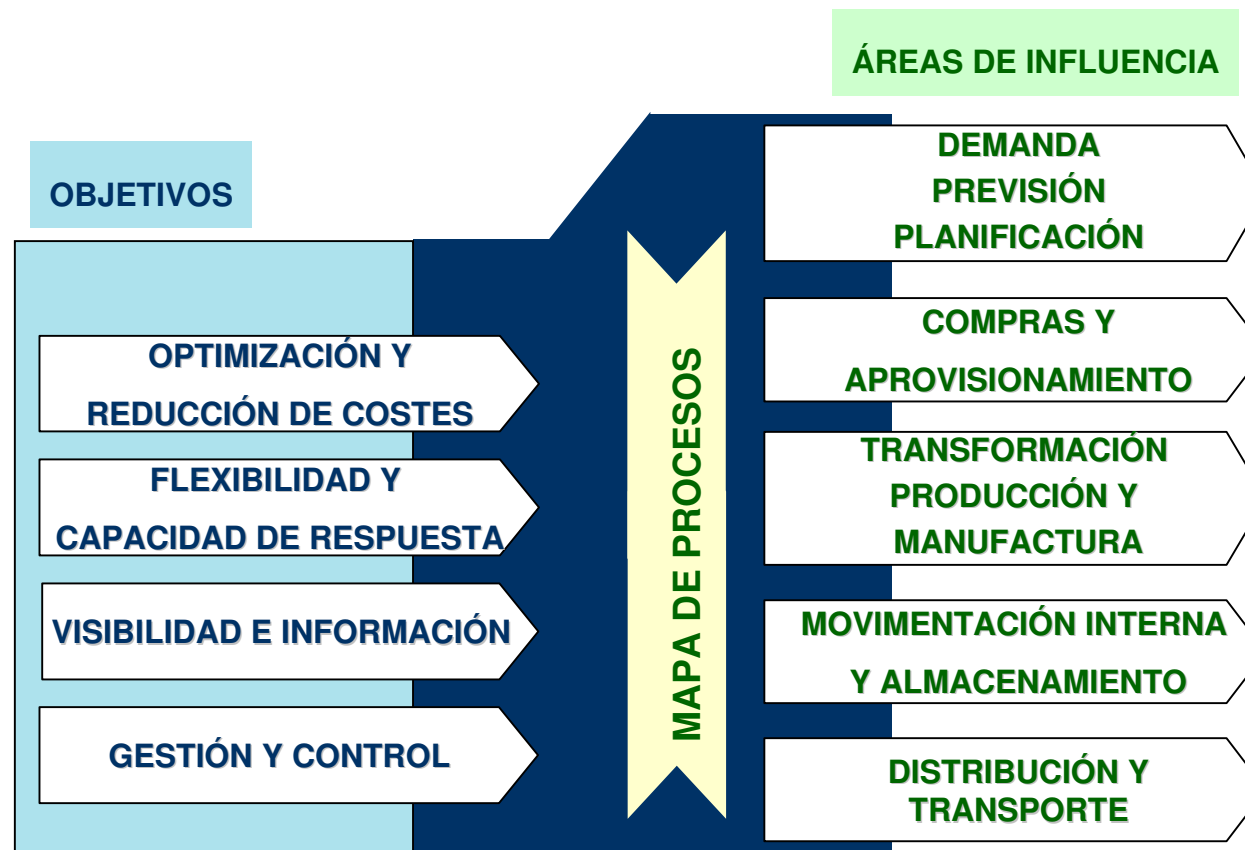 ÁREAS DE INFLUENCIA
OBJETIVOS
OPTIMIZACIÓN Y
REDUCCIÓN DE COSTES
FLEXIBILIDAD Y
CAPACIDAD DE RESPUESTA
VISIBILIDAD E INFORMACIÓN
GESTIÓN Y CONTROL
MAPA DE PROCESOS
DEMANDA
PREVISIÓN
PLANIFICACIÓN
COMPRAS Y
APROVISIONAMIENTO
TRANSFORMACIÓN
PRODUCCIÓN Y
MANUFACTURA
MOVIMENTACIÓN INTERNA
Y ALMACENAMIENTO
DISTRIBUCIÓN Y
TRANSPORTE